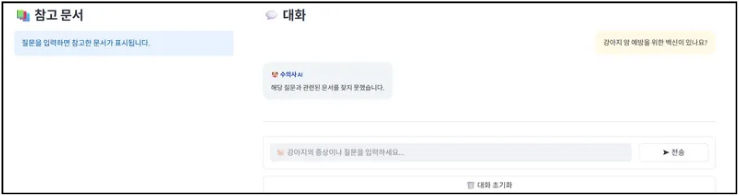 참고 문서
질문을 입력하면 참고한 문서가 표시됩니다.
대화
강아지 암 예방을 위한 백신이 있나요?
수의사 AI
해당 질문과 관련된 문서를 찾지 못했습니다.
강아지의 증상이나 질문을 입력하세요...
전송
대화 초기화